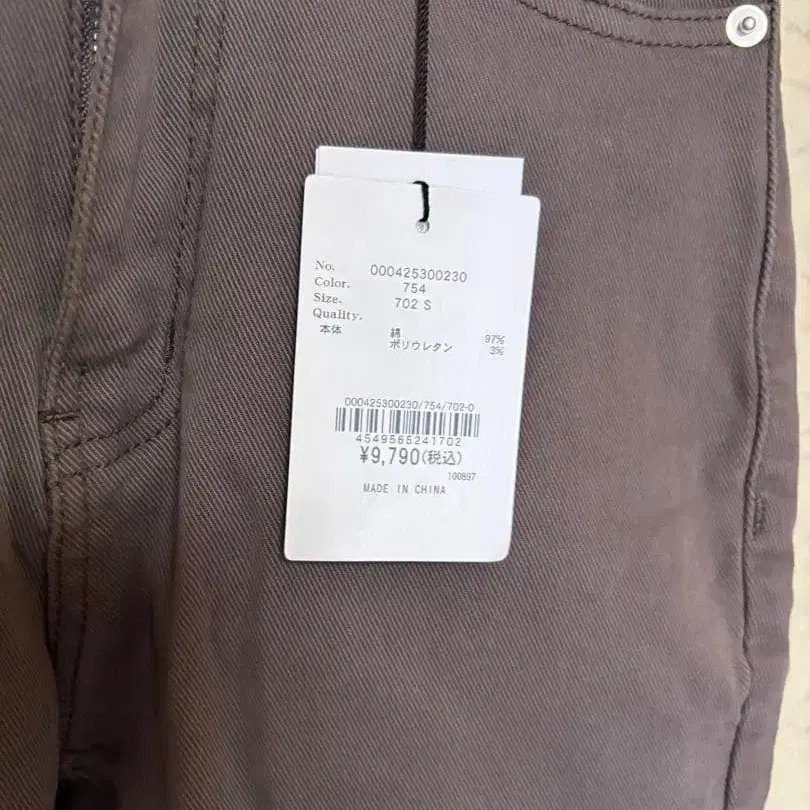 No. 000425300230
Color. 754
Size. 702 S
Quality.
本体 綿 97%
ポリウレタン 3%
000425300230/754/702-0
4549565241702
¥9,790(税込)
100897
MADE IN CHINA